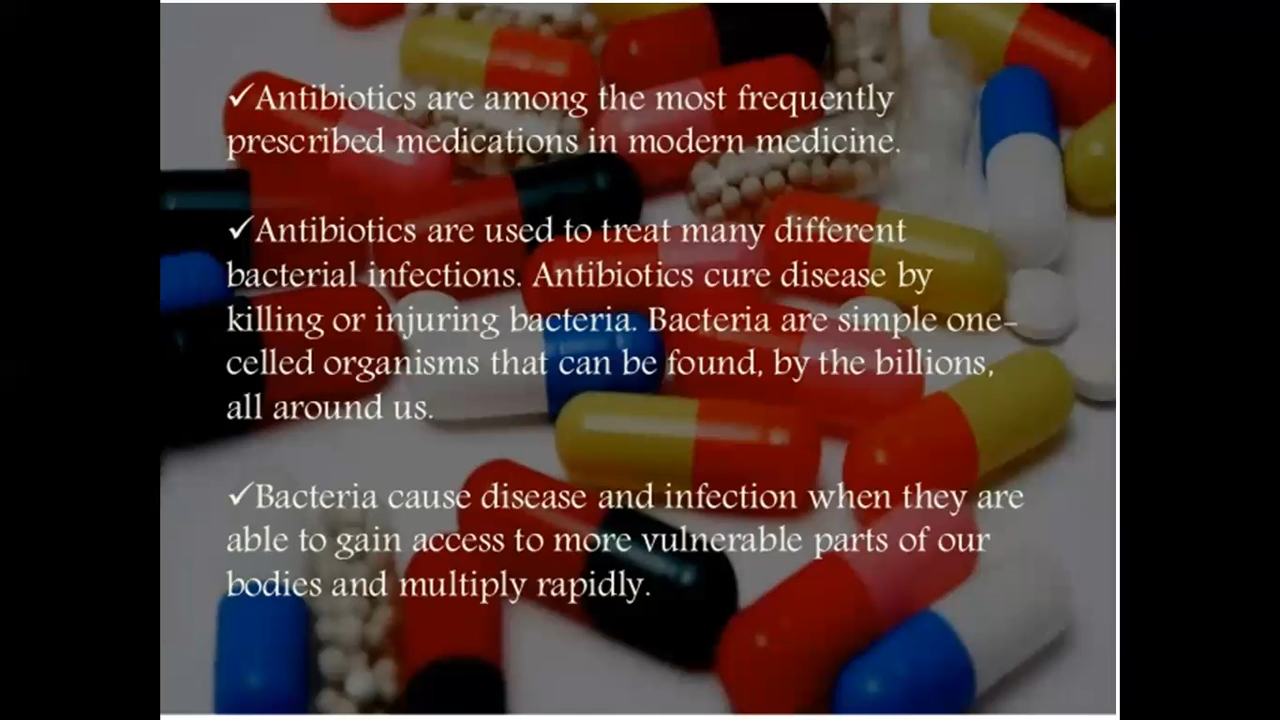 ✓Antibiotics are among the most frequently
prescribed medications in modern medicine.
✓Antibiotics are used to treat many different
bacterial infections. Antibiotics cure disease by
killing or injuring bacteria. Bacteria are simple one-
celled organisms that can be found, by the billions,
all around us.
✓Bacteria cause disease and infection when they are
able to gain access to more vulnerable parts of our
bodies and multiply rapidly.